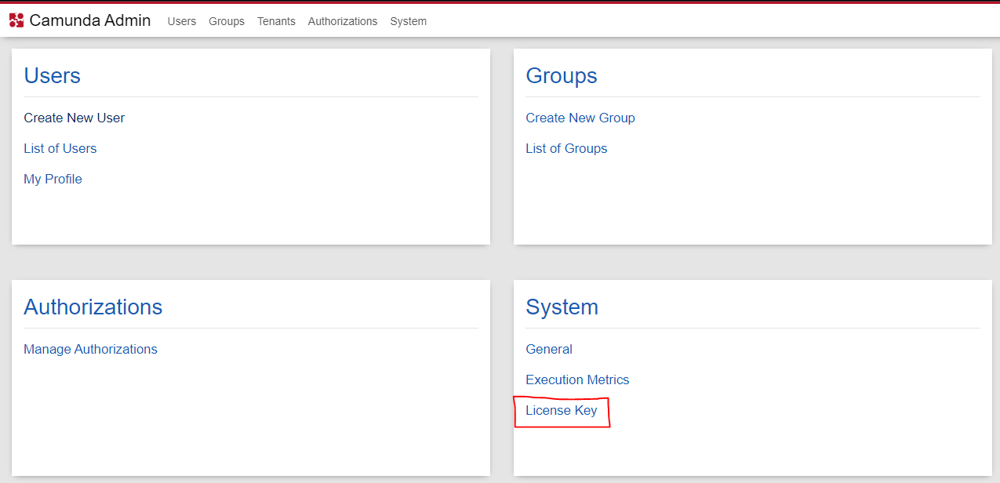 Camunda Admin Users Groups Tenants Authorizations System
Users
Create New User
List of Users
My Profile
Groups
Create New Group
List of Groups
Authorizations
Manage Authorizations
System
General
Execution Metrics
License Key